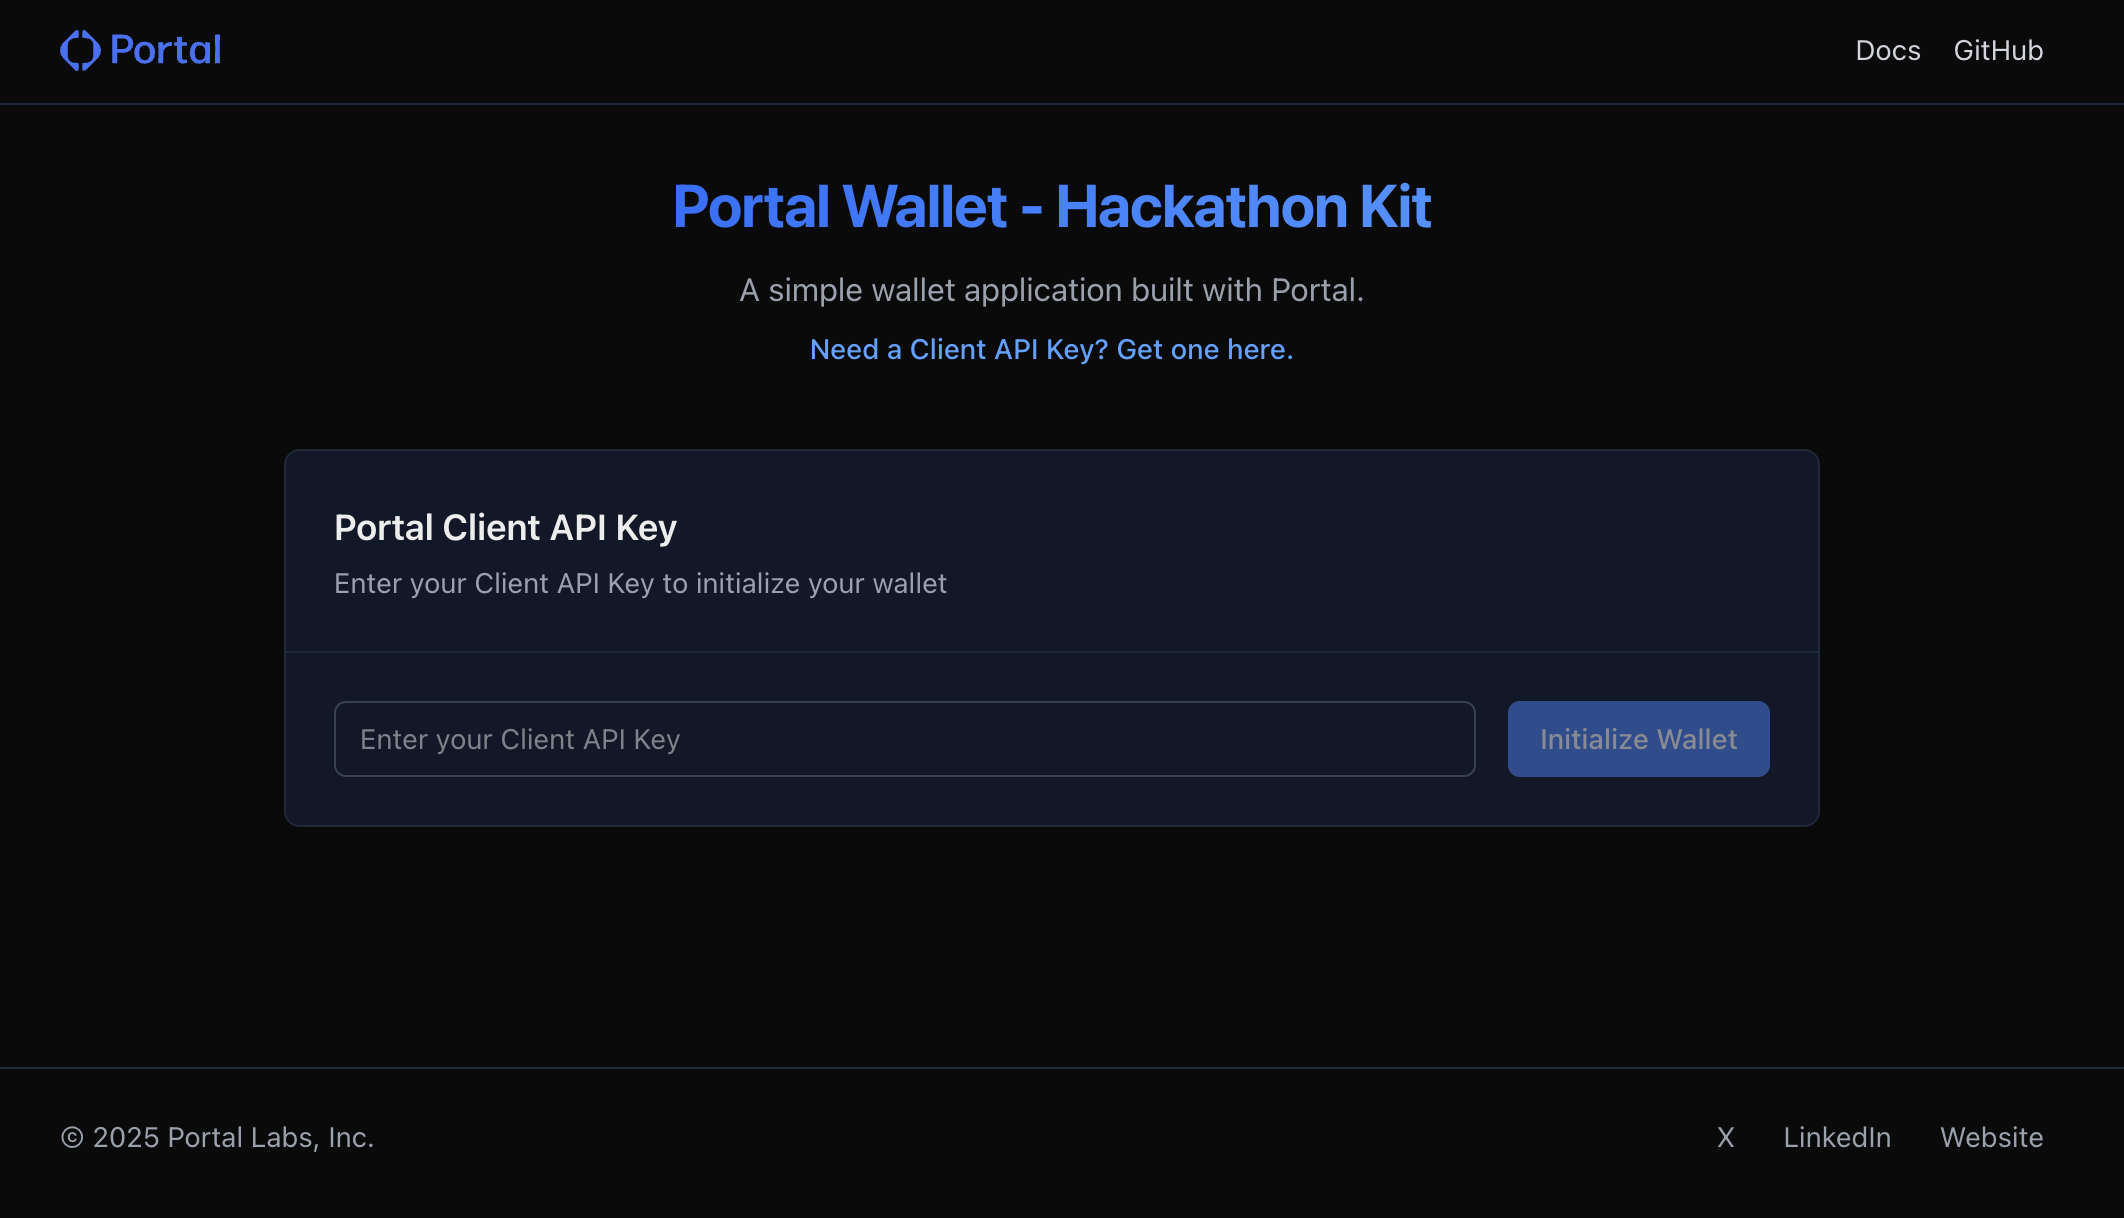 Portal
Docs GitHub
Portal Wallet - Hackathon Kit
A simple wallet application built with Portal.
Need a Client API Key? Get one here.
Portal Client API Key
Enter your Client API Key to initialize your wallet
Enter your Client API Key
Initialize Wallet
© 2025 Portal Labs, Inc.
X LinkedIn Website